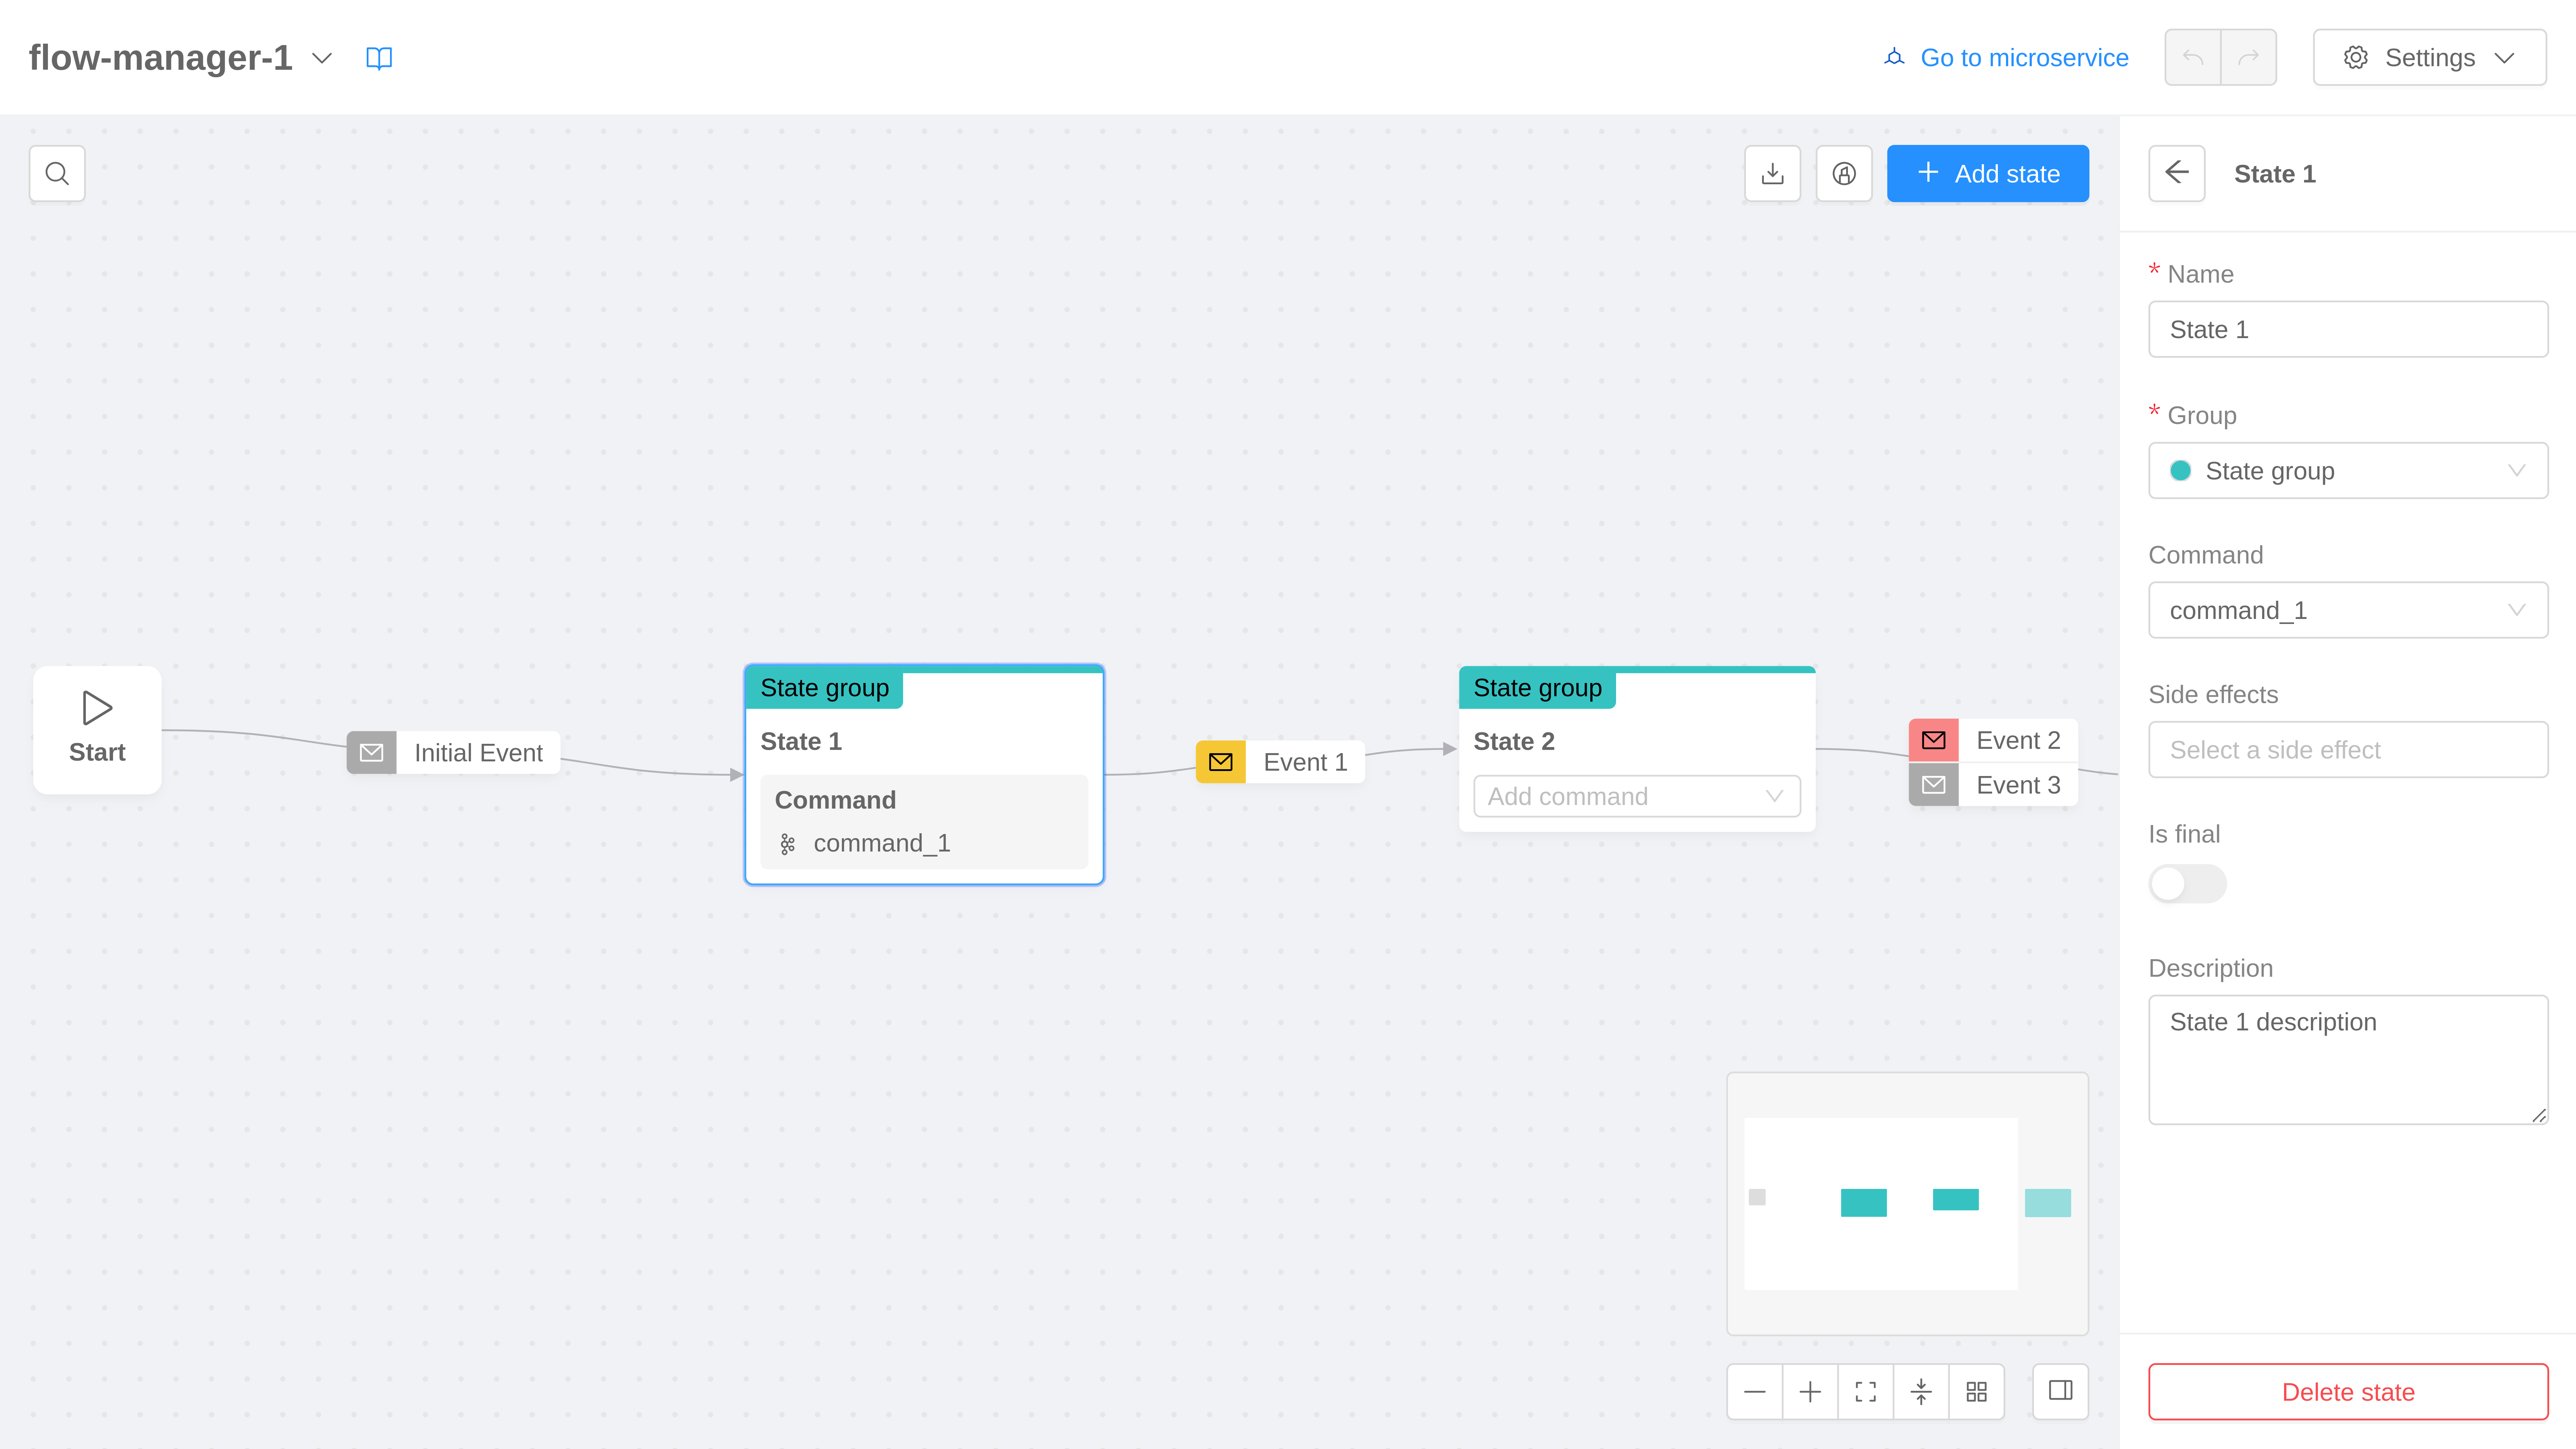 flow-manager-1
Go to microservice
Settings
Add state
State 1
* Name
State 1
* Group
State group
Command
command_1
Side effects
Select a side effect
Is final
Description
State 1 description
Delete state
Start
Initial Event
State group
State 1
Command
command_1
Event 1
State group
State 2
Add command
Event 2
Event 3